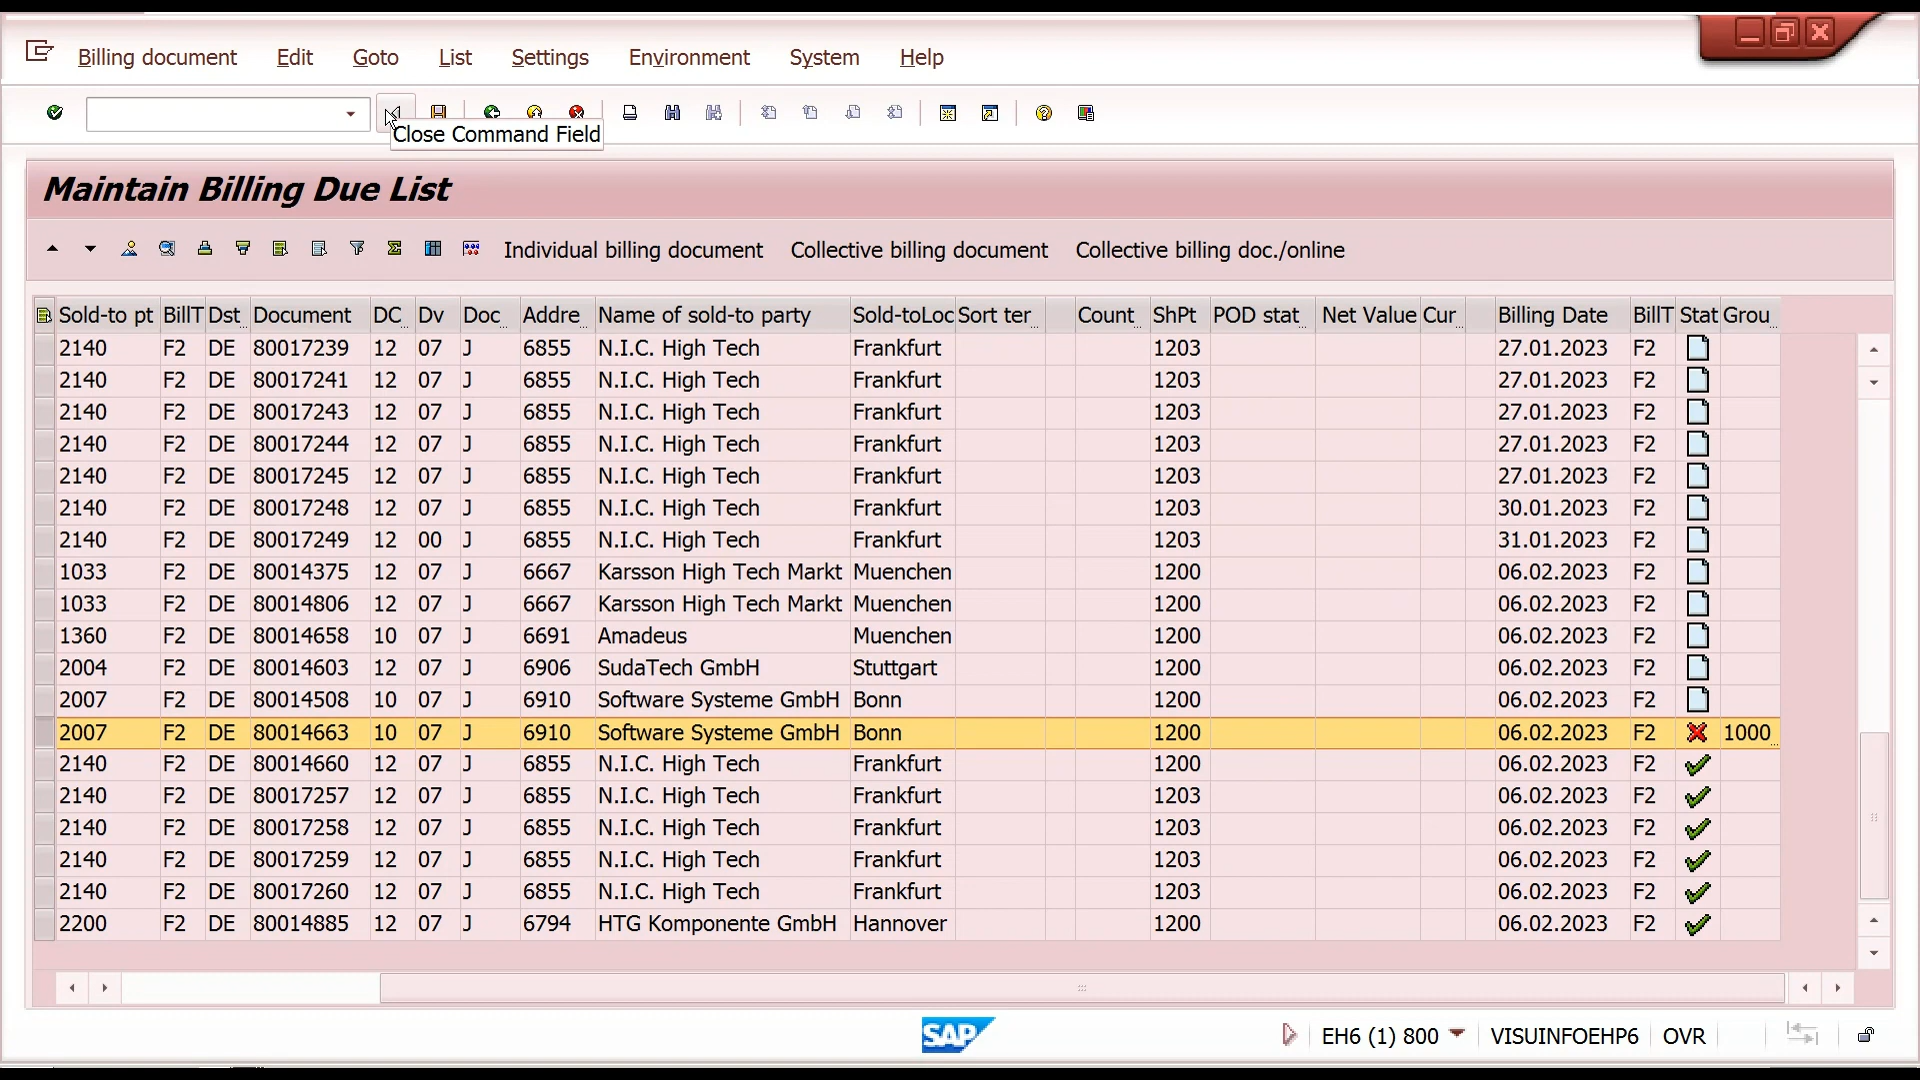 Billing document Edit Goto List Settings Environment System Help
Close Command Field
Maintain Billing Due List
Individual billing document Collective billing document Collective billing doc./online
Sold-to pt BillT Dst.. Document DC.. Dv Doc.. Addre.. Name of sold-to party Sold-toLoc Sort ter.. Count.. ShPt POD stat.. Net Value Cur.. Billing Date BillT Stat Grou..
2140 F2 DE 80017239 12 07 J 6855 N.I.C. High Tech Frankfurt 1203 27.01.2023 F2
2140 F2 DE 80017241 12 07 J 6855 N.I.C. High Tech Frankfurt 1203 27.01.2023 F2
2140 F2 DE 80017243 12 07 J 6855 N.I.C. High Tech Frankfurt 1203 27.01.2023 F2
2140 F2 DE 80017244 12 07 J 6855 N.I.C. High Tech Frankfurt 1203 27.01.2023 F2
2140 F2 DE 80017245 12 07 J 6855 N.I.C. High Tech Frankfurt 1203 27.01.2023 F2
2140 F2 DE 80017248 12 07 J 6855 N.I.C. High Tech Frankfurt 1203 30.01.2023 F2
2140 F2 DE 80017249 12 00 J 6855 N.I.C. High Tech Frankfurt 1203 31.01.2023 F2
1033 F2 DE 80014375 12 07 J 6667 Karsson High Tech Markt Muenchen 1200 06.02.2023 F2
1033 F2 DE 80014806 12 07 J 6667 Karsson High Tech Markt Muenchen 1200 06.02.2023 F2
1360 F2 DE 80014658 10 07 J 6691 Amadeus Muenchen 1200 06.02.2023 F2
2004 F2 DE 80014603 12 07 J 6906 SudaTech GmbH Stuttgart 1200 06.02.2023 F2
2007 F2 DE 80014508 10 07 J 6910 Software Systeme GmbH Bonn 1200 06.02.2023 F2
2007 F2 DE 80014663 10 07 J 6910 Software Systeme GmbH Bonn 1200 06.02.2023 F2 1000..
2140 F2 DE 80014660 12 07 J 6855 N.I.C. High Tech Frankfurt 1200 06.02.2023 F2
2140 F2 DE 80017257 12 07 J 6855 N.I.C. High Tech Frankfurt 1203 06.02.2023 F2
2140 F2 DE 80017258 12 07 J 6855 N.I.C. High Tech Frankfurt 1203 06.02.2023 F2
2140 F2 DE 80017259 12 07 J 6855 N.I.C. High Tech Frankfurt 1203 06.02.2023 F2
2140 F2 DE 80017260 12 07 J 6855 N.I.C. High Tech Frankfurt 1203 06.02.2023 F2
2200 F2 DE 80014885 12 07 J 6794 HTG Komponente GmbH Hannover 1200 06.02.2023 F2
SAP EH6 (1) 800 VISUINFOEHP6 OVR